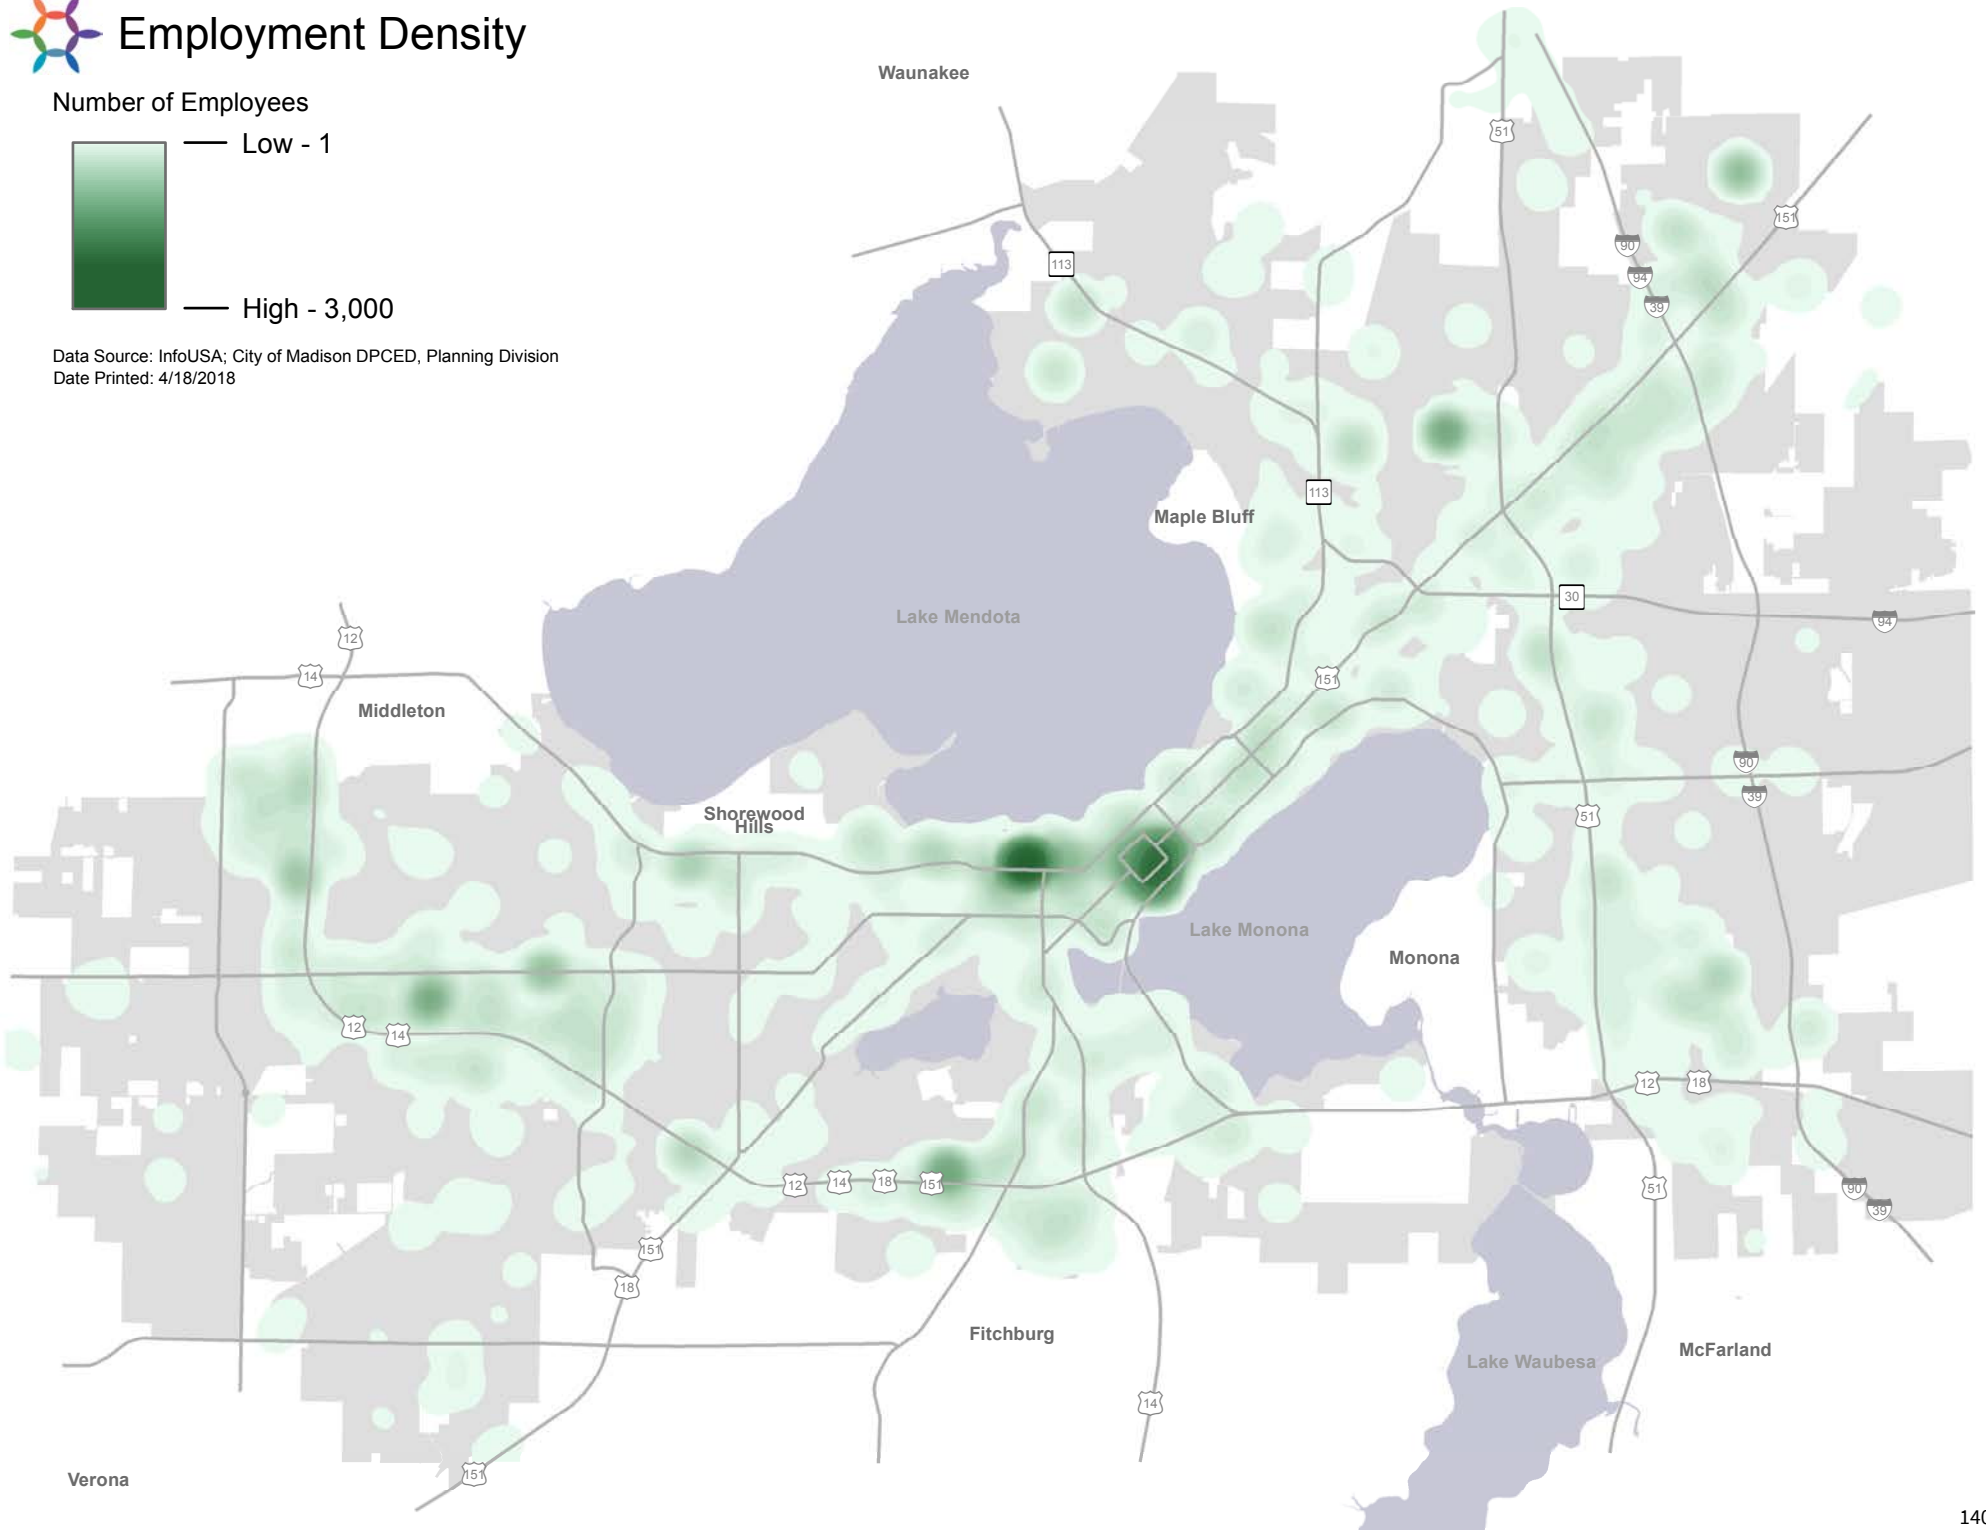 Employment Density
Number of Employees
Low - 1
High - 3,000
Data Source: InfoUSA; City of Madison DPCED, Planning Division
Date Printed: 4/18/2018
Waunakee
51
151
90
94
39
113
113
Maple Bluff
30
94
Lake Mendota
12
14
Middleton
151
90
39
Shorewood
Hills
51
Lake Monona
Monona
12
14
12
18
12
14
18
151
51
90
39
151
18
Fitchburg
McFarland
Lake Waubesa
14
Verona
151
140